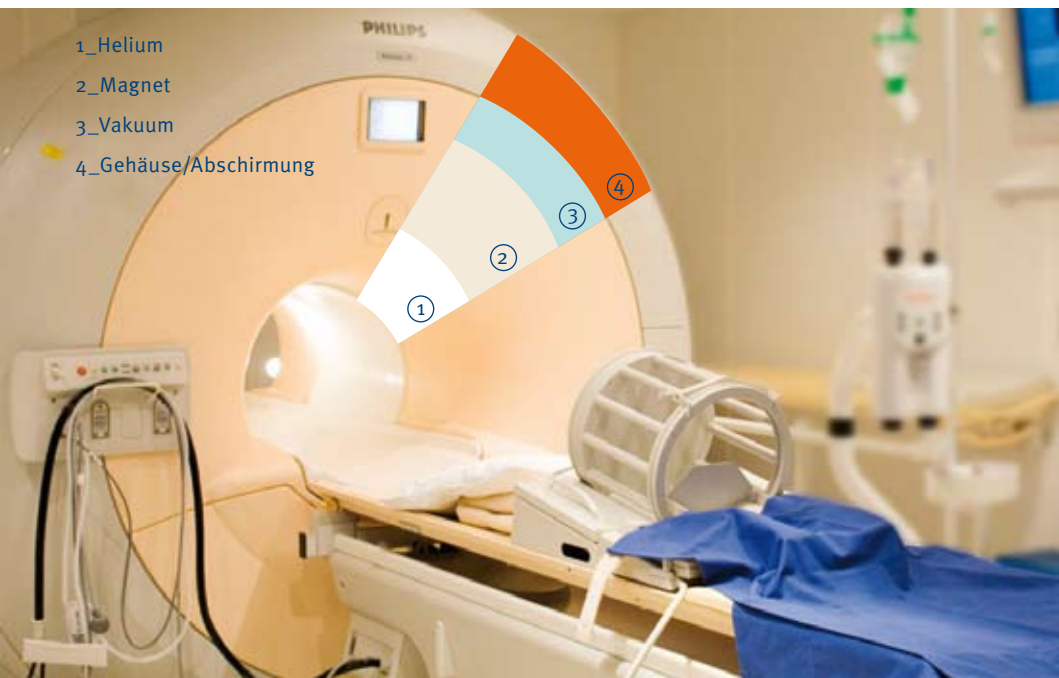 PHILIPS
1_Helium
2_Magnet
3_Vakuum
4_Gehäuse/Abschirmung
4
3
2
1